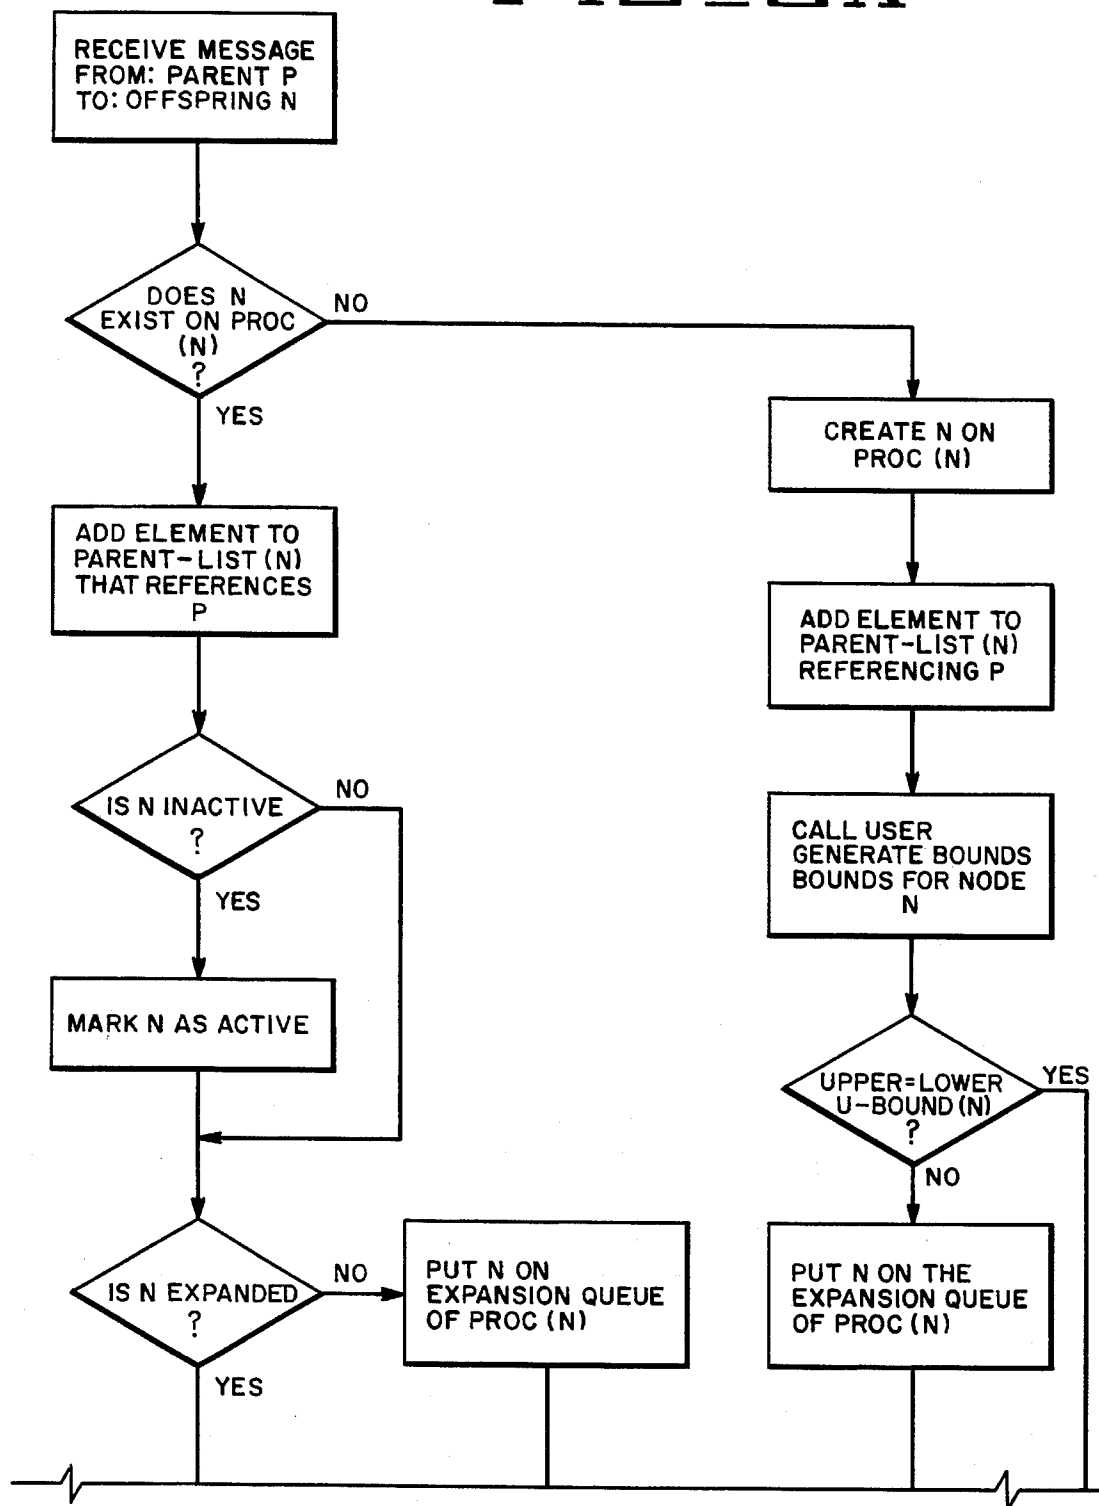 RECEIVE MESSAGE
FROM: PARENT P
TO: OFFSPRING N
DOES N
EXIST ON PROC
(N)
?
NO
YES
CREATE N ON
PROC (N)
ADD ELEMENT TO
PARENT-LIST (N)
THAT REFERENCES
P
ADD ELEMENT TO
PARENT-LIST (N)
REFERENCING P
IS N INACTIVE
?
NO
YES
CALL USER
GENERATE BOUNDS
BOUNDS FOR NODE
N
MARK N AS ACTIVE
UPPER=LOWER
U-BOUND (N)
?
YES
NO
IS N EXPANDED
?
NO
YES
PUT N ON
EXPANSION QUEUE
OF PROC (N)
PUT N ON THE
EXPANSION QUEUE
OF PROC (N)